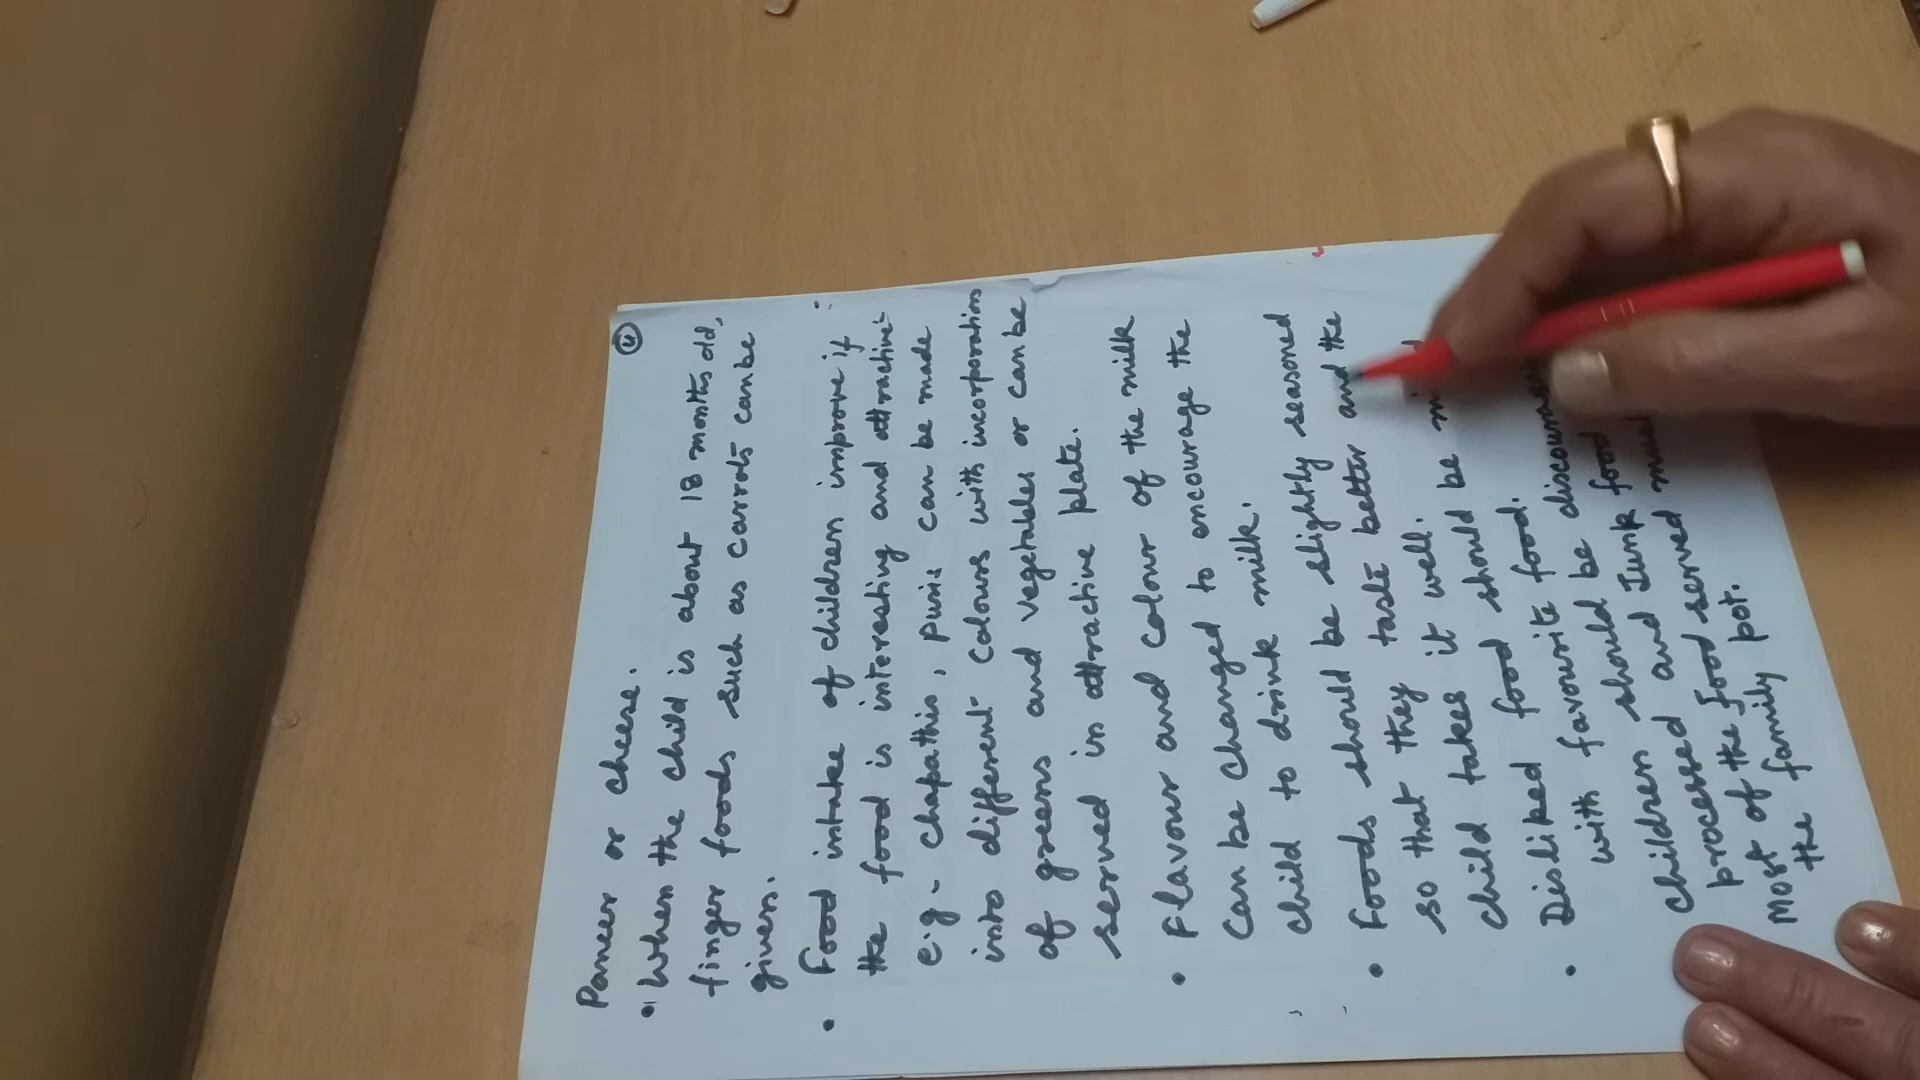 4
Paneer or cheese.
• When the child is about 18 months old,
finger foods such as carrots can be
given.
• Food intake of children improve if
the food is interesting and attractive
e.g- chapathis, puris can be made
into different colours with incorporation
of greens and vegetables or can be
served in attractive plate.
• Flavour and colour of the milk
Can be changed to encourage the
child to drink milk.
• Foods should be slightly seasoned
so that they taste better and the
child takes it well.
• Disliked food should be
with favourite food.
children should be
processed and Junk food
Most of the food served
the family pot.